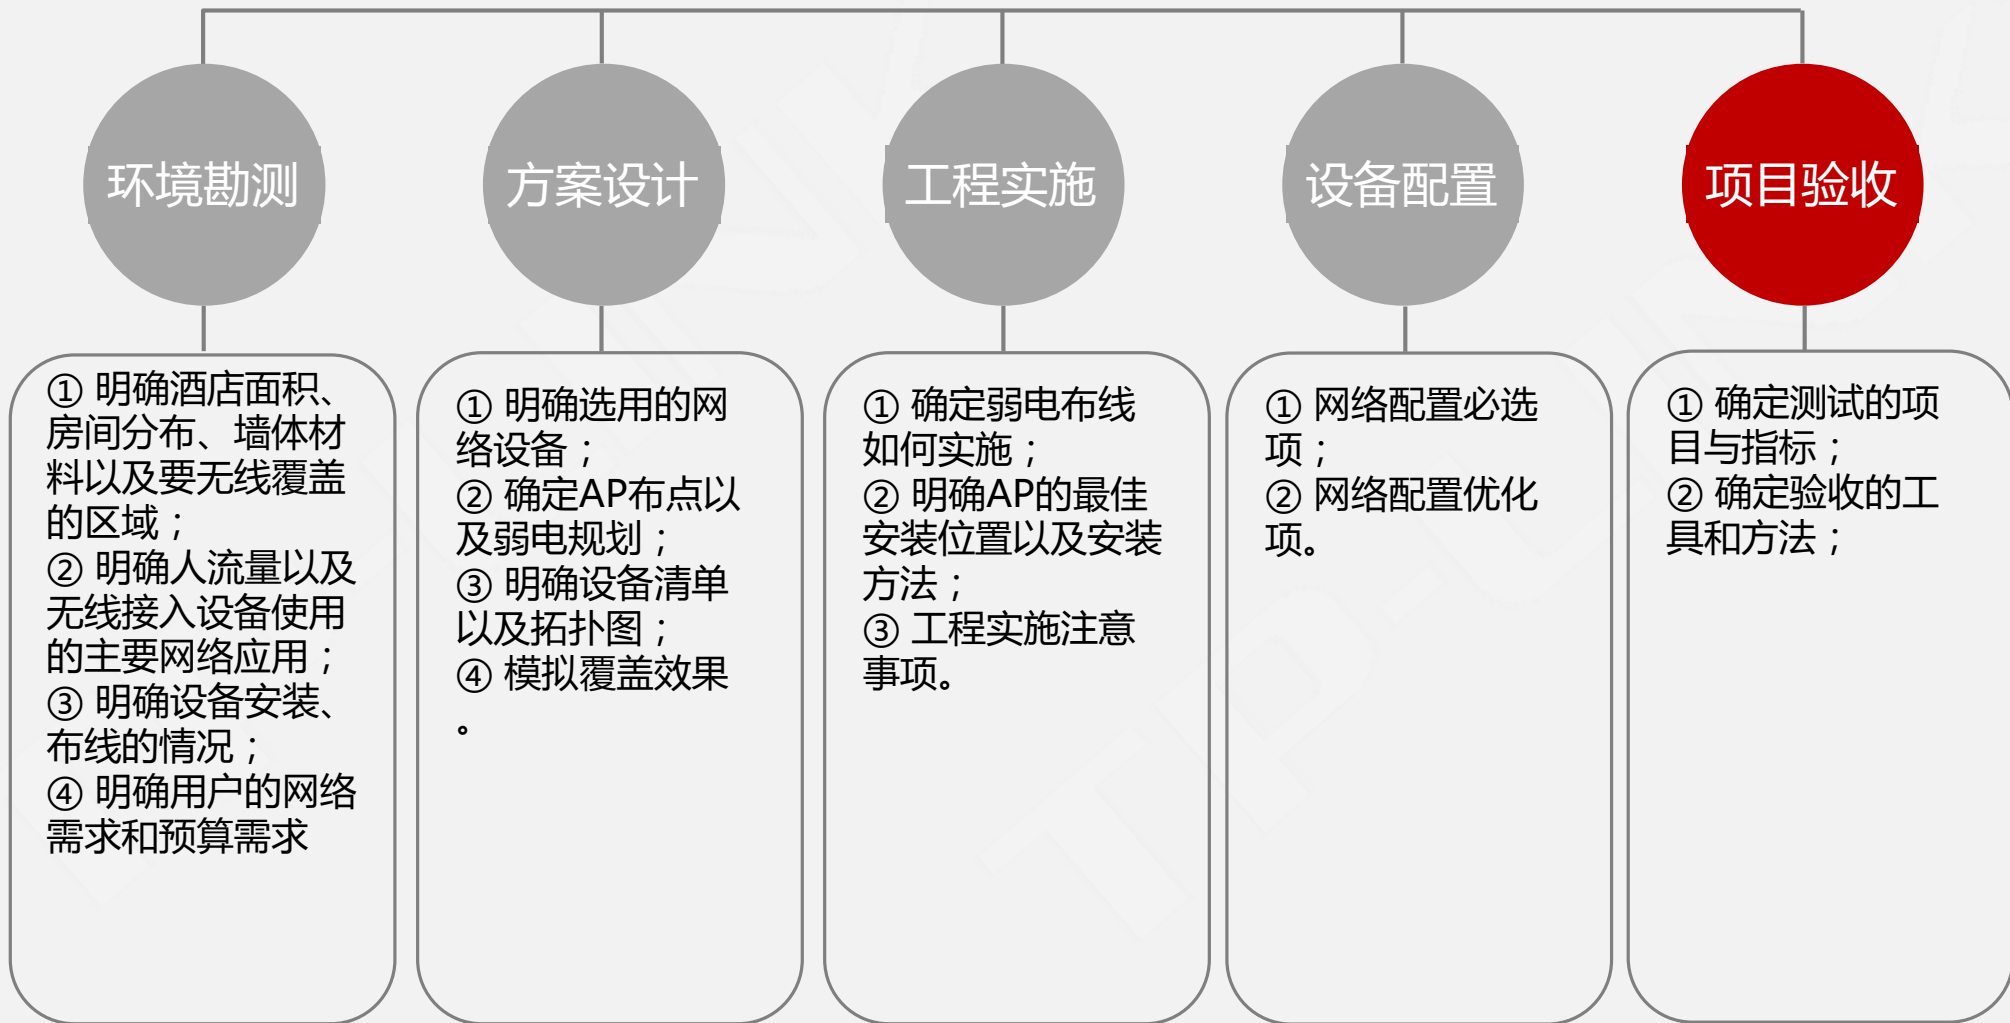 环境勘测
方案设计
工程实施
设备配置
项目验收
① 明确酒店面积、
房间分布、墙体材
料以及要无线覆盖
的区域；
② 明确人流量以及
无线接入设备使用
的主要网络应用；
③ 明确设备安装、
布线的情况；
④ 明确用户的网络
需求和预算需求
① 明确选用的网
络设备；
② 确定AP布点以
及弱电规划；
③ 明确设备清单
以及拓扑图；
④ 模拟覆盖效果
。
① 确定弱电布线
如何实施；
② 明确AP的最佳
安装位置以及安装
方法；
③ 工程实施注意
事项。
① 网络配置必选
项；
② 网络配置优化
项。
① 确定测试的项
目与指标；
② 确定验收的工
具和方法；